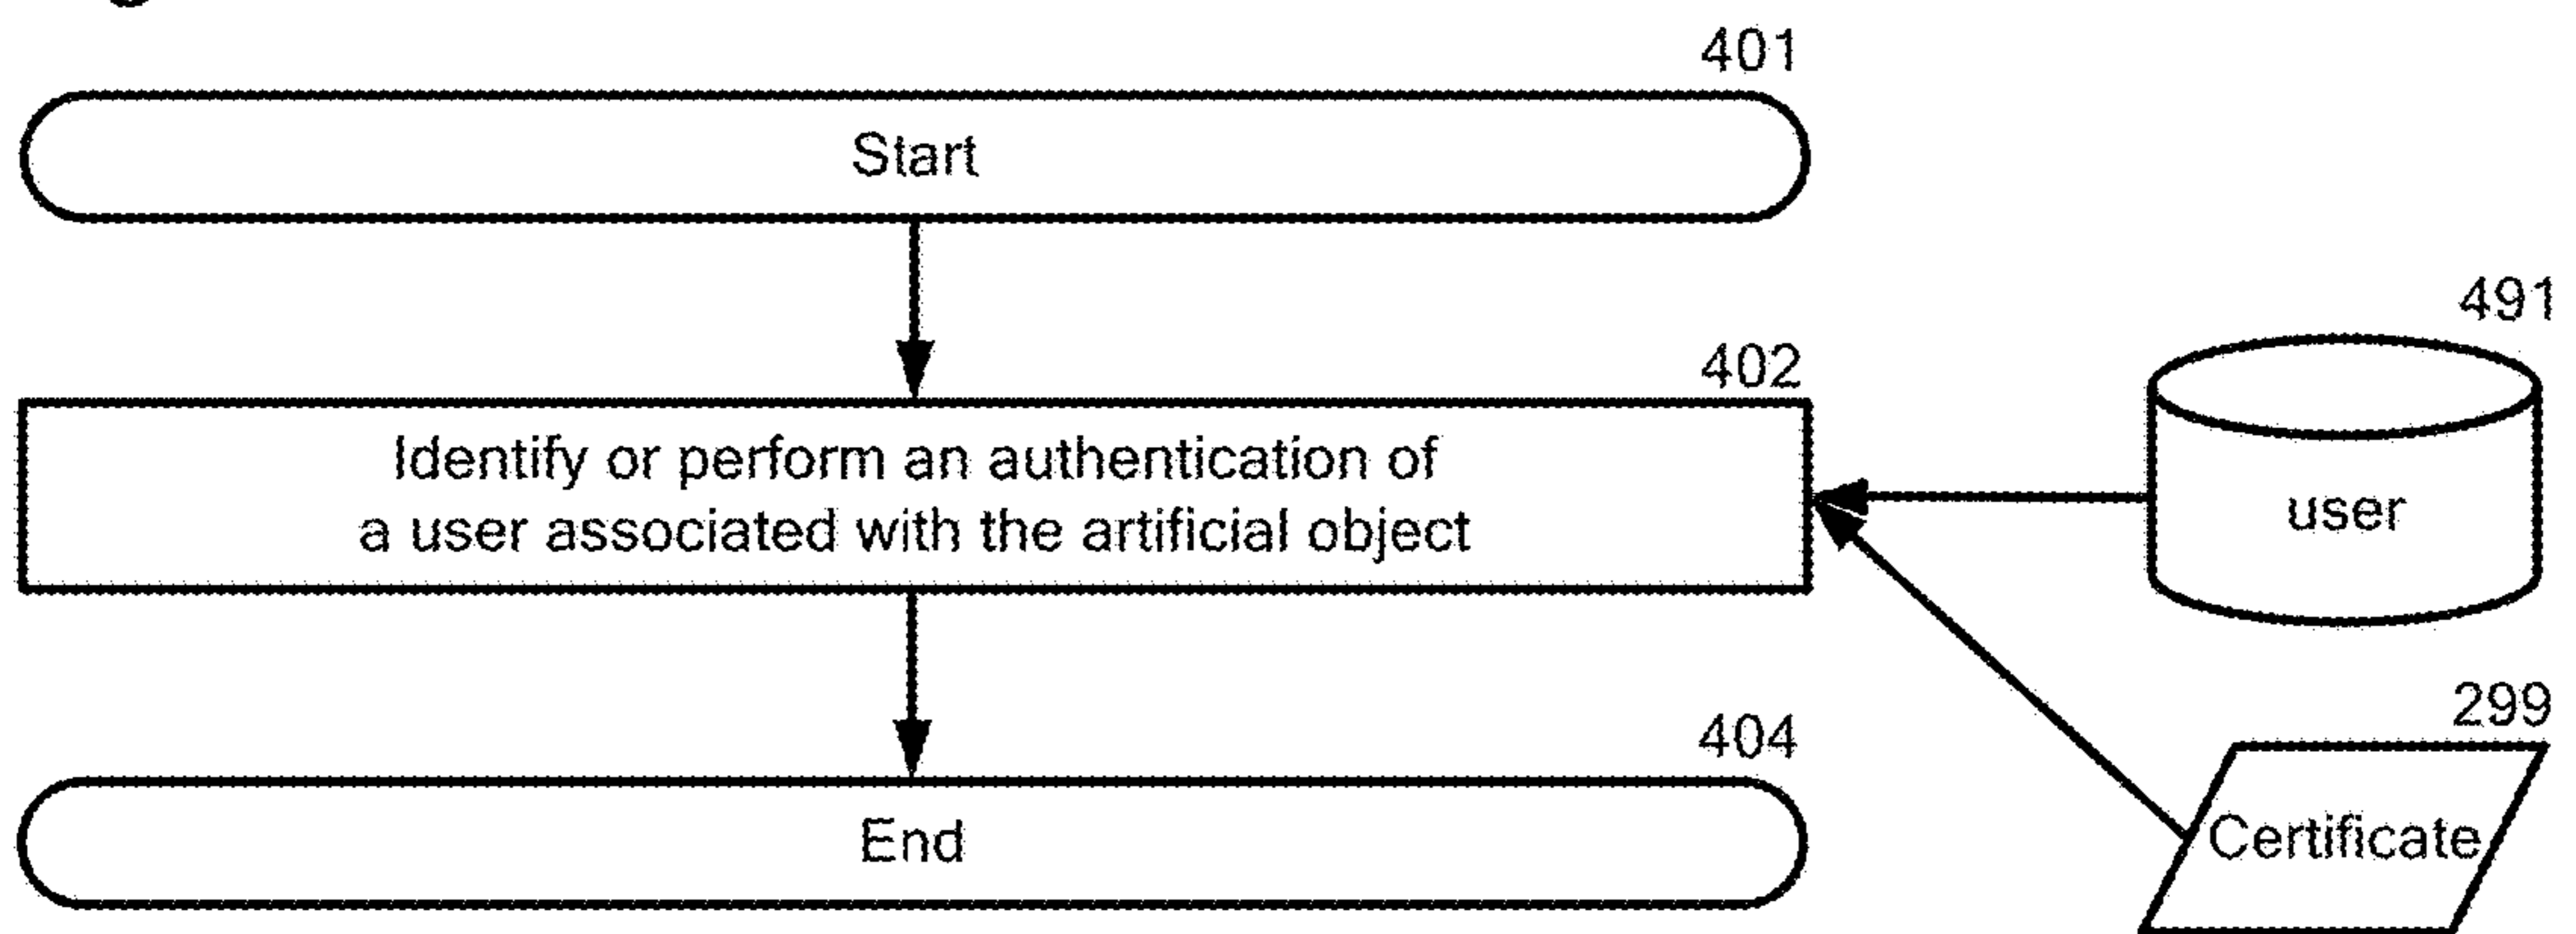 401
Start
402
Identify or perform an authentication of
a user associated with the artificial object
491
user
404
End
299
Certificate